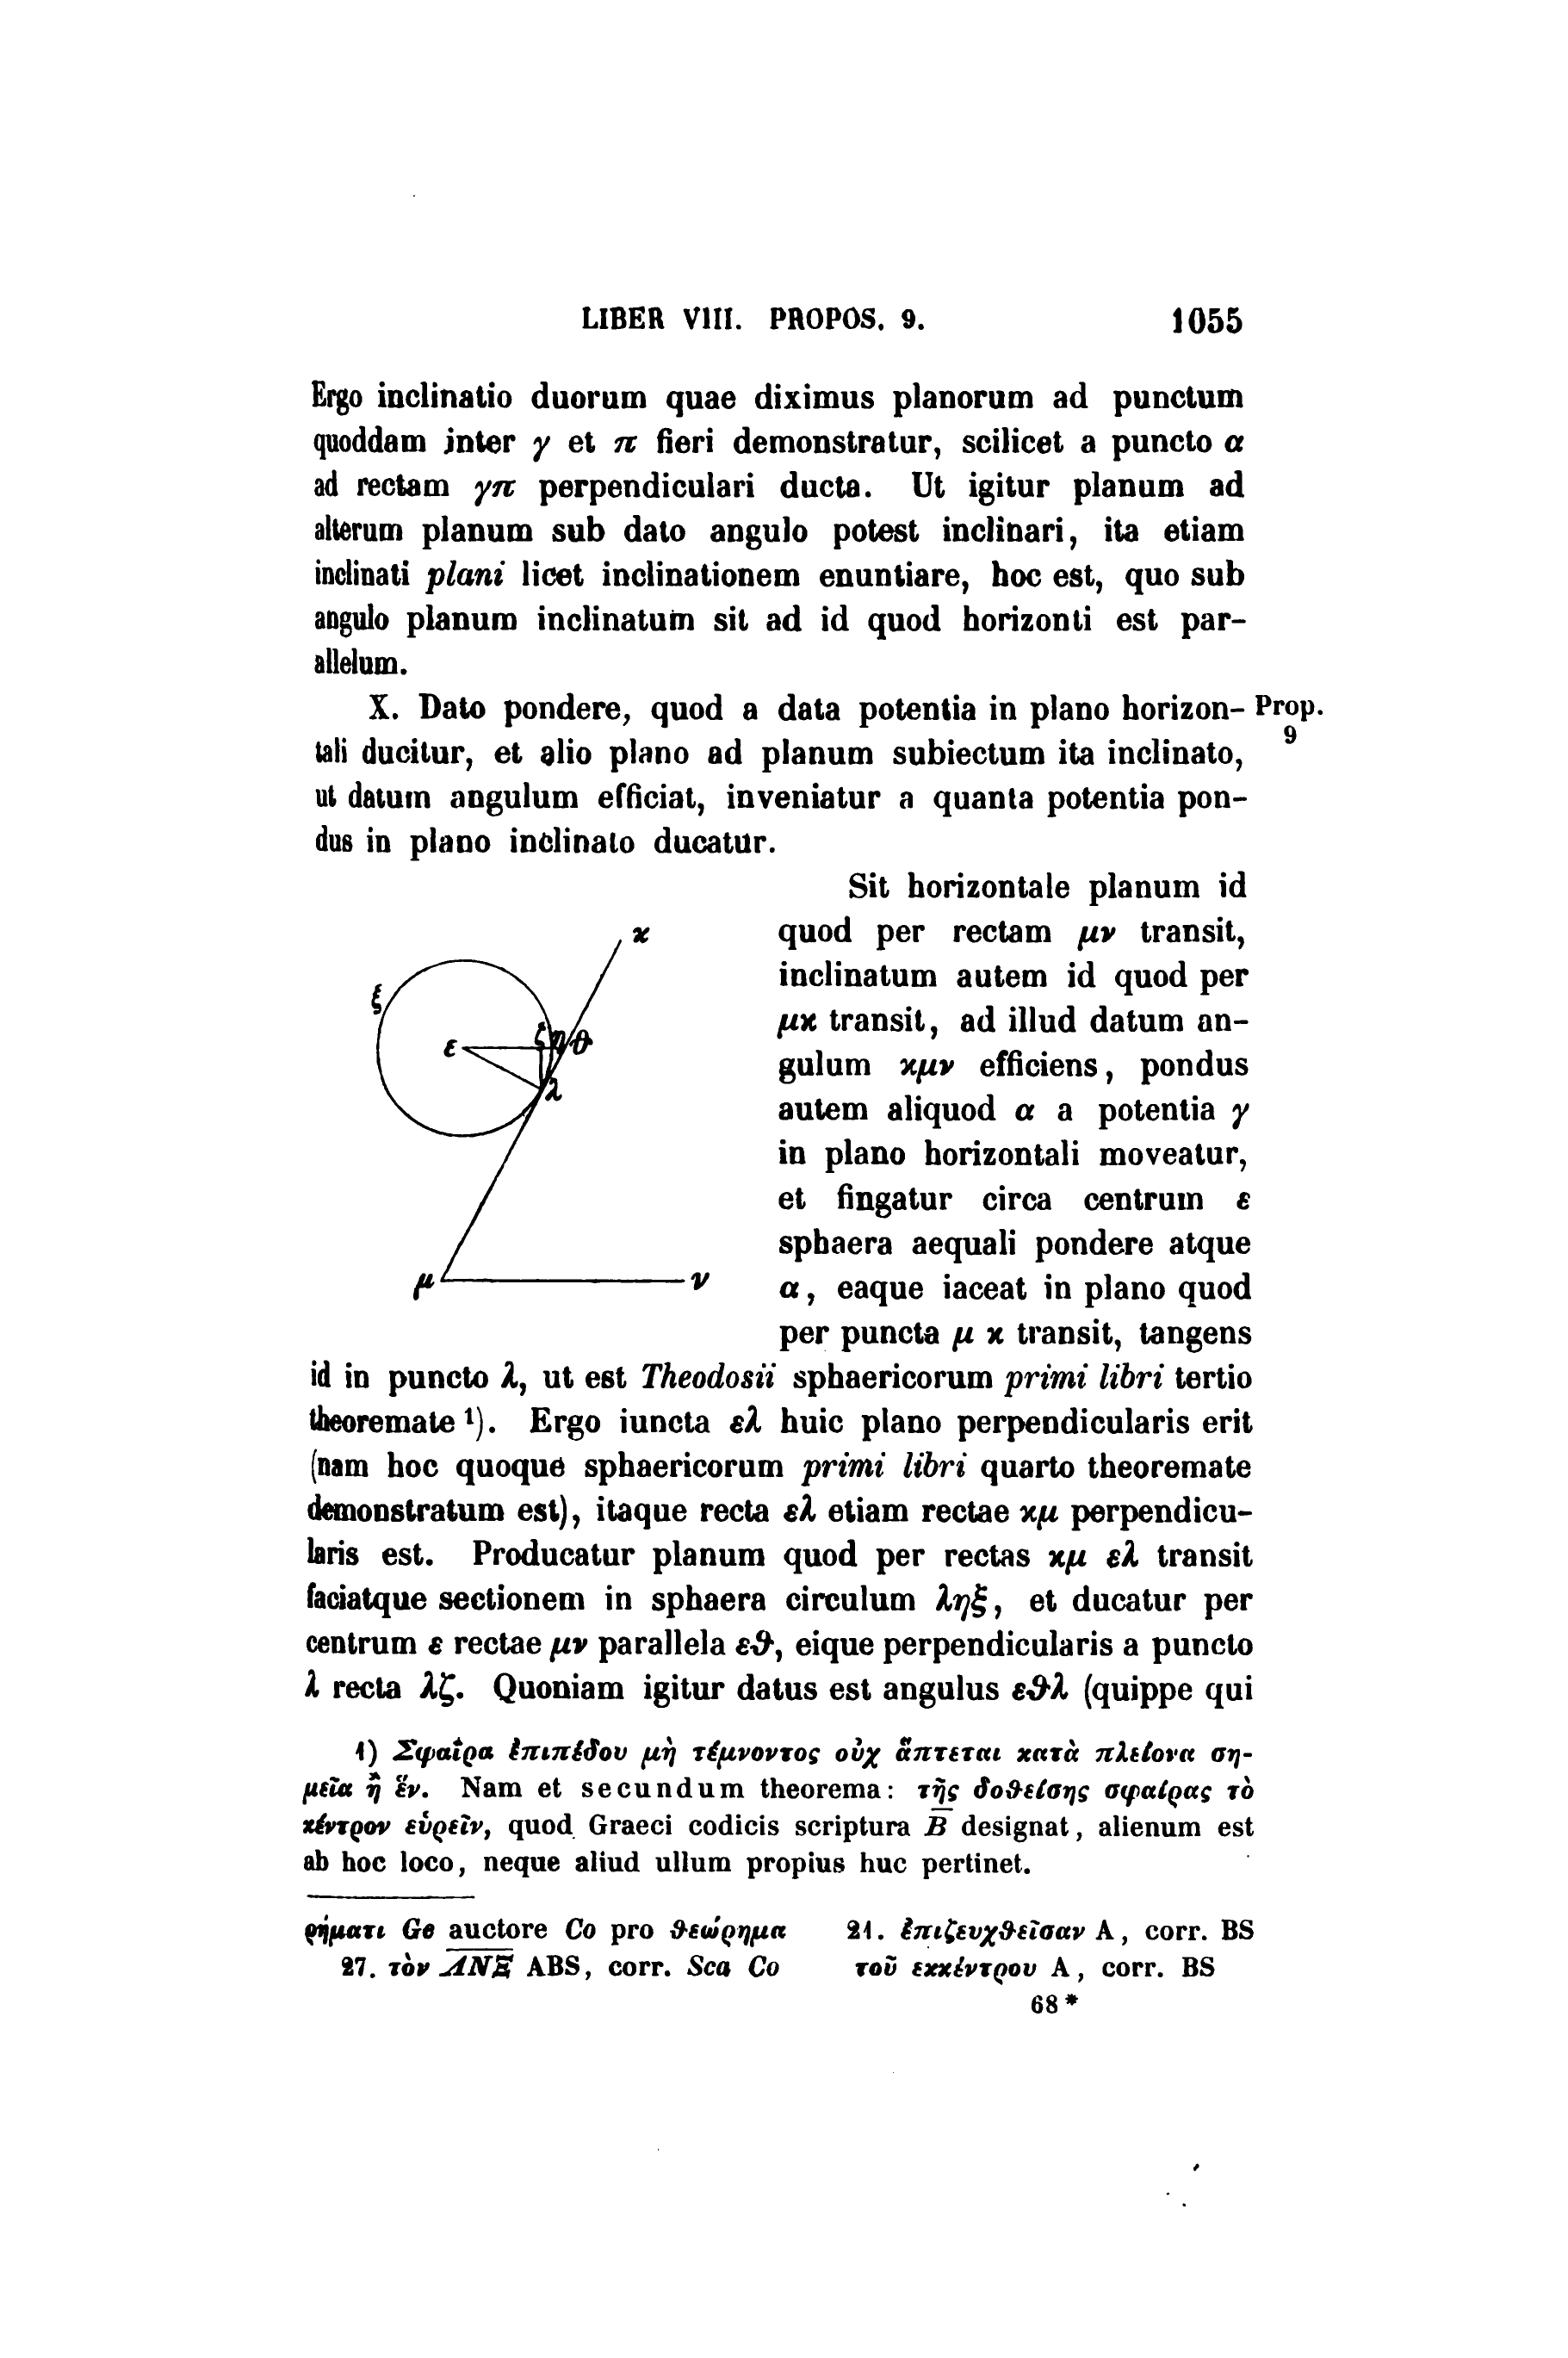 LIBER VIII. PROPOS. 9. 1055
Ergo inclinatio duorum quae diximus planorum ad punctum
quoddam inter γ et π fieri demonstratur, scilicet a puncto α
ad rectam γπ perpendiculari ducta. Ut igitur planum ad
alterum planum sub dato angulo potest inclinari, ita etiam
inclinati plani licet inclinationem enuntiare, hoc est, quo sub
angulo planum inclinatum sit ad id quod horizonti est par-
allelum.
X. Dato pondere, quod a data potentia in plano horizon- Prop.
tali ducitur, et alio plano ad planum subiectum ita inclinato, 9
ut datum angulum efficiat, inveniatur a quanta potentia pon-
dus in plano inclinato ducatur.
Sit horizontale planum id
quod per rectam μν transit,
inclinatum autem id quod per
μκ transit, ad illud datum an-
gulum κμν efficiens, pondus
autem aliquod α a potentia γ
in plano horizontali moveatur,
et fingatur circa centrum ε
sphaera aequali pondere atque
α, eaque iaceat in plano quod
per puncta μ κ transit, tangens
κ
ξ
ε
ζ η θ
λ
μ
ν
id in puncto λ, ut est Theodosii sphaericorum primi libri tertio
theoremate ¹). Ergo iuncta ελ huic plano perpendicularis erit
(nam hoc quoque sphaericorum primi libri quarto theoremate
demonstratum est), itaque recta ελ etiam rectae κμ perpendicu-
laris est. Producatur planum quod per rectas κμ ελ transit
faciatque sectionem in sphaera circulum ληξ, et ducatur per
centrum ε rectae μν parallela εϑ, eique perpendicularis a puncto
λ recta λζ. Quoniam igitur datus est angulus εϑλ (quippe qui
1) Σφαῖρα ἐπιπέδου μὴ τέμνοντος οὐχ ἅπτεται κατὰ πλείονα ση-
μεῖα ἢ ἕν. Nam et secundum theorema: τῆς δοϑείσης σφαίρας τὸ
κέντρον εὑρεῖν, quod Graeci codicis scriptura B̅ designat, alienum est
ab hoc loco, neque aliud ullum propius huc pertinet.
ρήματι Ge auctore Co pro ϑεώρημα 21. ἐπιζευχϑεῖσαν A, corr. BS
27. τὸν Λ̅Ν̅Ξ̅ ABS, corr. Sca Co τοῦ εκκέντρου A, corr. BS
68*